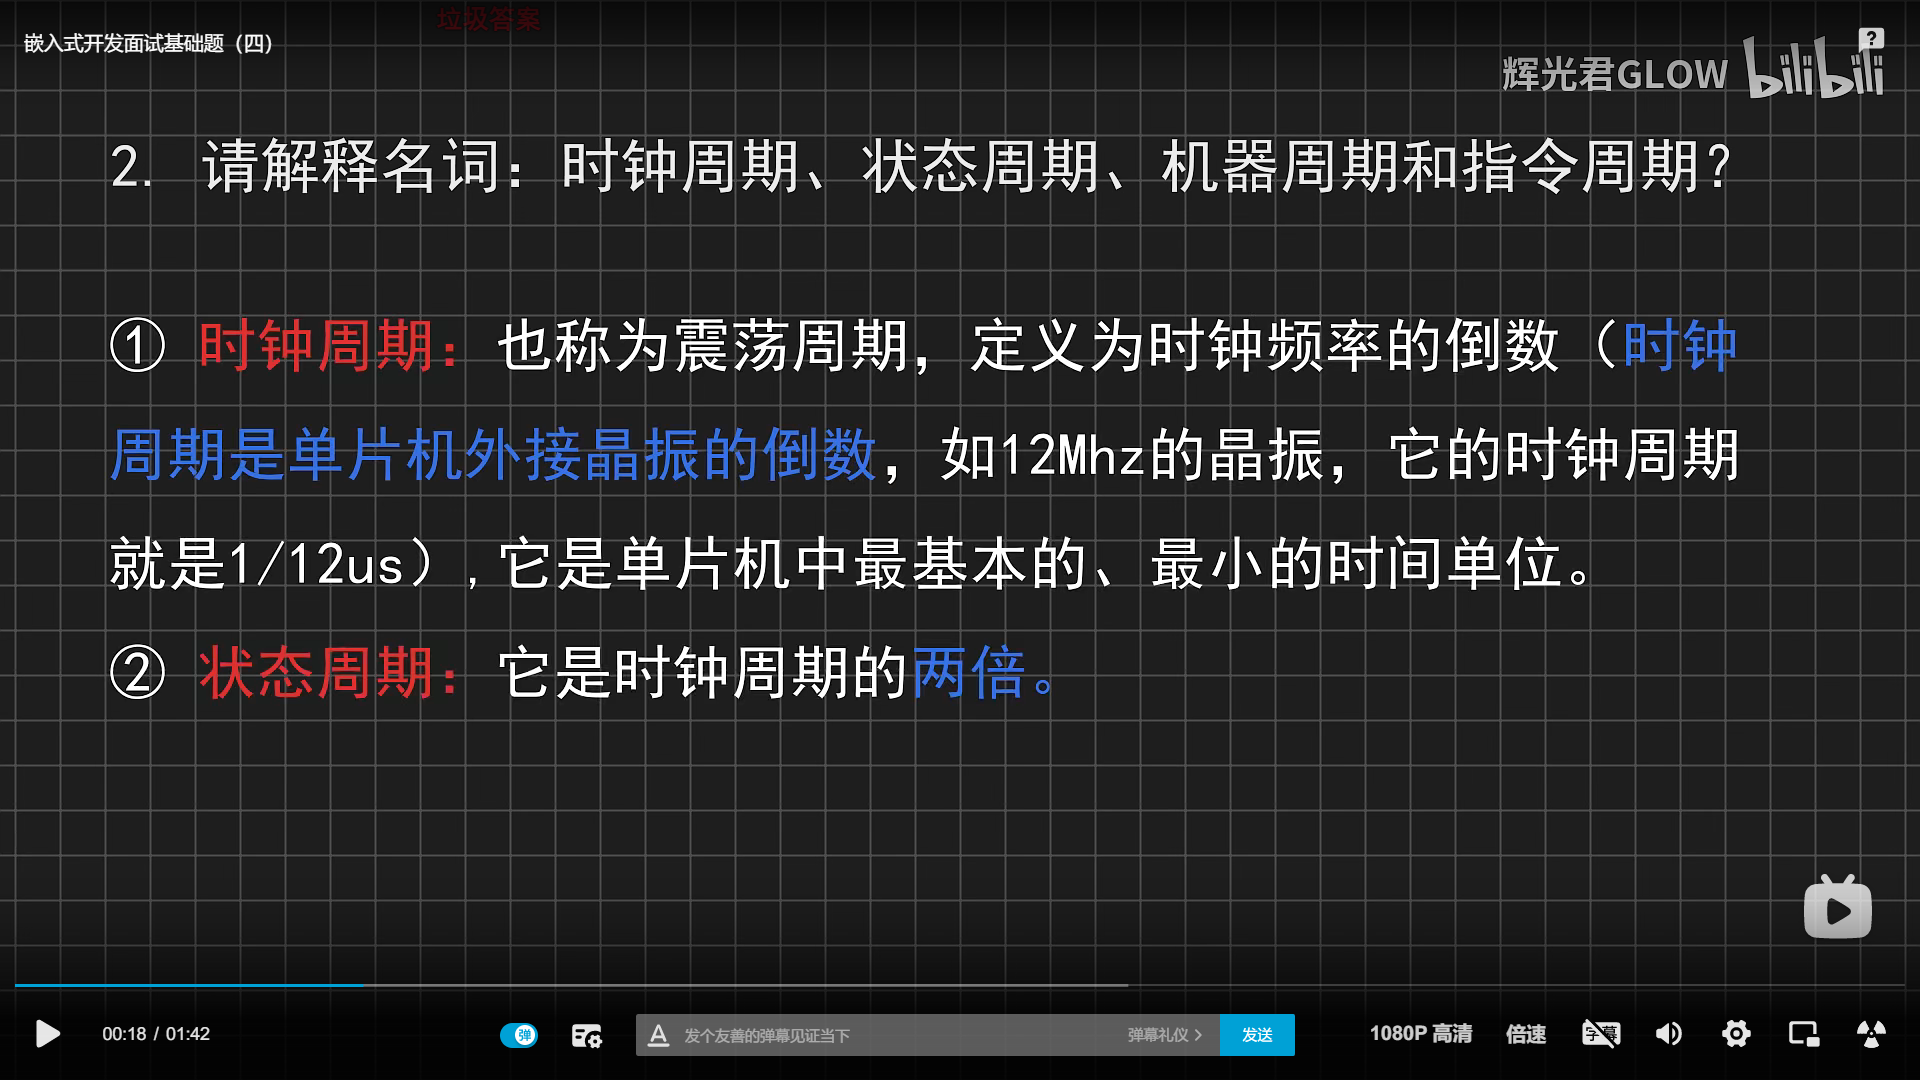 垃圾答案
嵌入式开发面试基础题（四）
辉光君GLOW bilibili
2. 请解释名词：时钟周期、状态周期、机器周期和指令周期？
① 时钟周期：也称为震荡周期，定义为时钟频率的倒数（时钟
周期是单片机外接晶振的倒数，如12Mhz的晶振，它的时钟周期
就是1/12us）,它是单片机中最基本的、最小的时间单位。
② 状态周期：它是时钟周期的两倍。
00:18 / 01:42
弹
A 发个友善的弹幕见证当下 弹幕礼仪 > 发送
1080P 高清 倍速 字幕